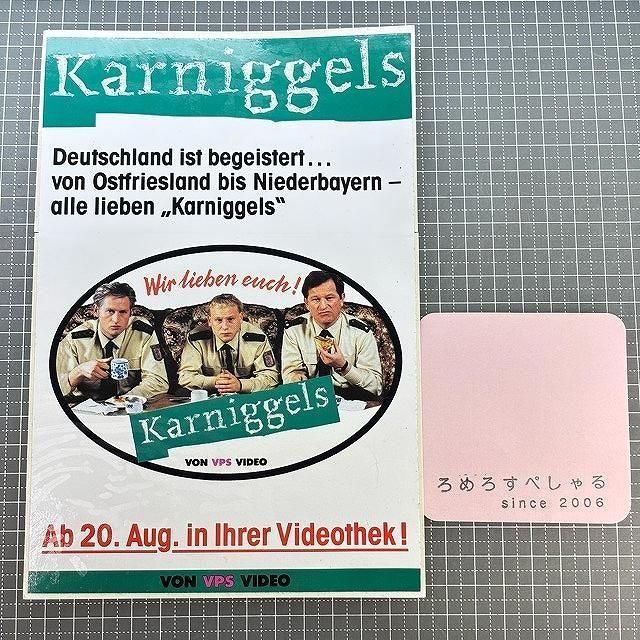 Karniggels
Deutschland ist begeistert...
von Ostfriesland bis Niederbayern –
alle lieben „Karniggels“
Wir lieben euch!
Karniggels
VON VPS VIDEO
Ab 20. Aug. in Ihrer Videothek!
VON VPS VIDEO
ろめろすぺしゃる
since 2006